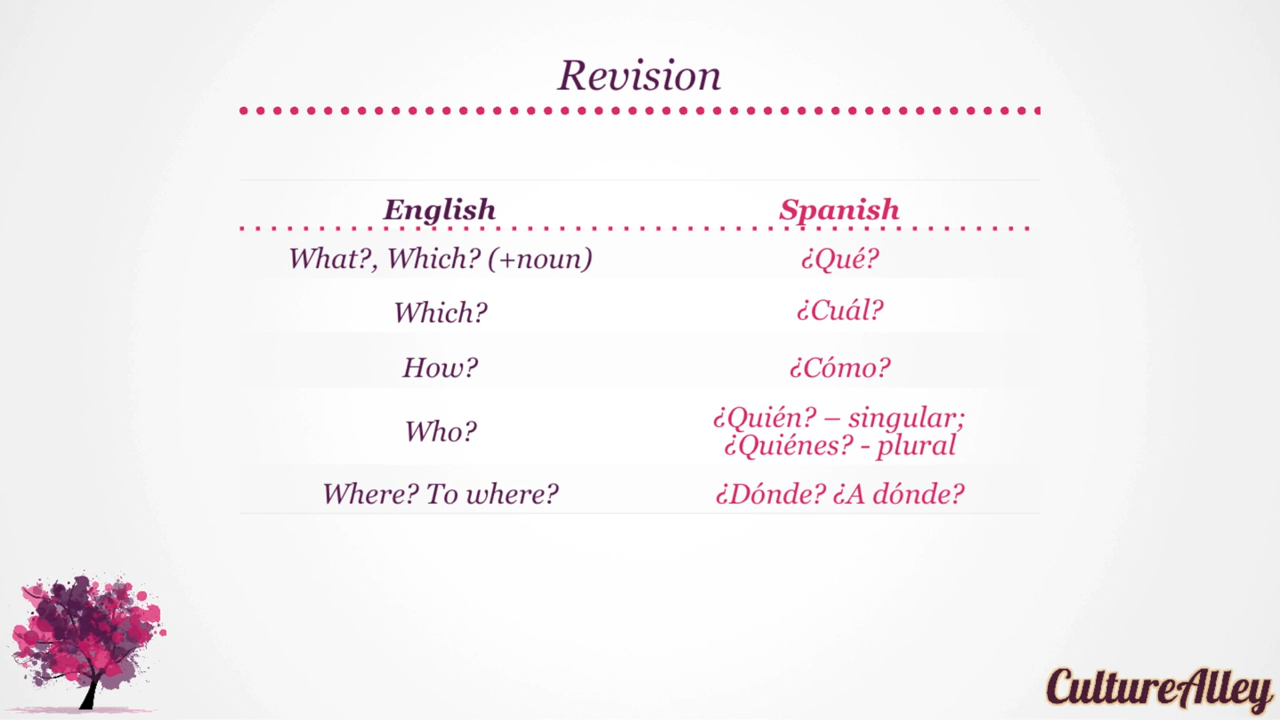 Revision
English Spanish
What?, Which? (+noun) ¿Qué?
Which? ¿Cuál?
How? ¿Cómo?
Who? ¿Quién? – singular;
¿Quiénes? - plural
Where? To where? ¿Dónde? ¿A dónde?
CultureAlley